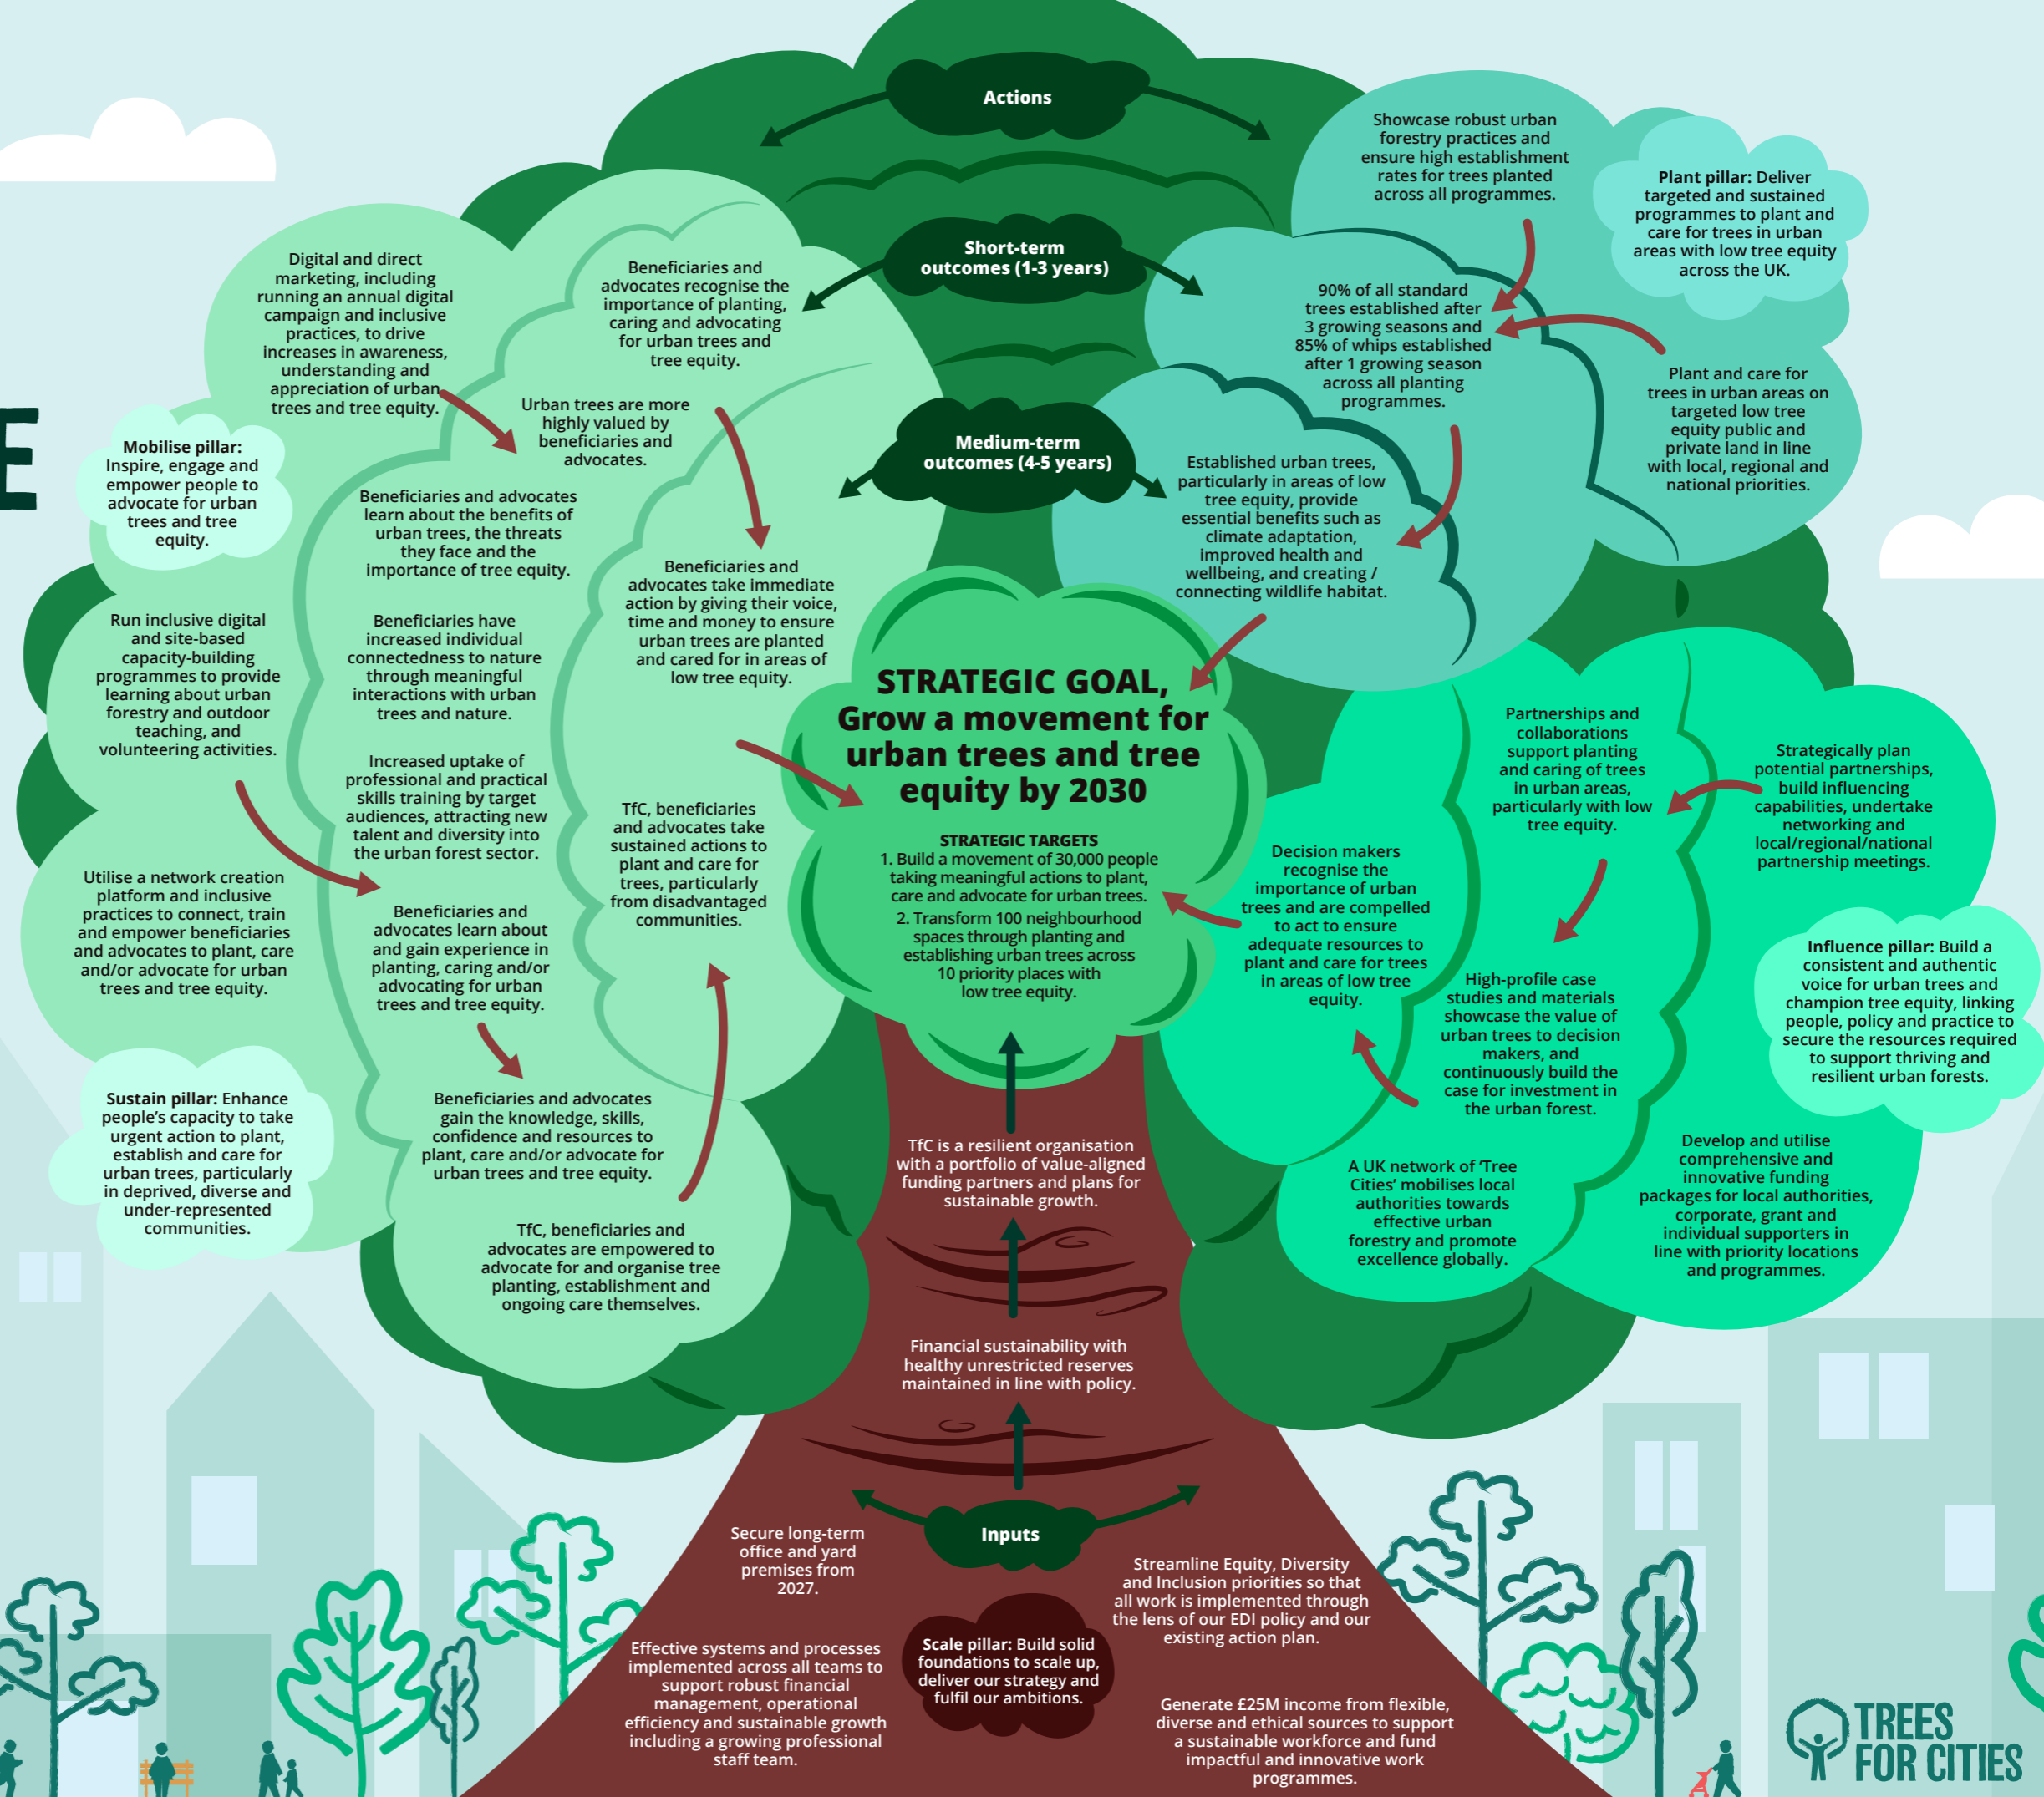 E
Actions
Short-term
outcomes (1-3 years)
Medium-term
outcomes (4-5 years)
Digital and direct
marketing, including
running an annual digital
campaign and inclusive
practices, to drive
increases in awareness,
understanding and
appreciation of urban
trees and tree equity.
Mobilise pillar:
Inspire, engage and
empower people to
advocate for urban
trees and tree
equity.
Run inclusive digital
and site-based
capacity-building
programmes to provide
learning about urban
forestry and outdoor
teaching, and
volunteering activities.
Utilise a network creation
platform and inclusive
practices to connect, train
and empower beneficiaries
and advocates to plant, care
and/or advocate for urban
trees and tree equity.
Sustain pillar: Enhance
people's capacity to take
urgent action to plant,
establish and care for
urban trees, particularly
in deprived, diverse and
under-represented
communities.
Beneficiaries and
advocates recognise the
importance of planting,
caring and advocating
for urban trees and
tree equity.
Urban trees are more
highly valued by
beneficiaries and
advocates.
Beneficiaries and advocates
learn about the benefits of
urban trees, the threats
they face and the
importance of tree equity.
Beneficiaries have
increased individual
connectedness to nature
through meaningful
interactions with urban
trees and nature.
Increased uptake of
professional and practical
skills training by target
audiences, attracting new
talent and diversity into
the urban forest sector.
Beneficiaries and
advocates learn about
and gain experience in
planting, caring and/or
advocating for urban
trees and tree equity.
Beneficiaries and advocates
gain the knowledge, skills,
confidence and resources to
plant, care and/or advocate for
urban trees and tree equity.
TfC, beneficiaries and
advocates are empowered to
advocate for and organise tree
planting, establishment and
ongoing care themselves.
Beneficiaries and
advocates take immediate
action by giving their voice,
time and money to ensure
urban trees are planted
and cared for in areas of
low tree equity.
TfC, beneficiaries
and advocates take
sustained actions to
plant and care for
trees, particularly
from disadvantaged
communities.
STRATEGIC GOAL,
Grow a movement for
urban trees and tree
equity by 2030
STRATEGIC TARGETS
1. Build a movement of 30,000 people
taking meaningful actions to plant,
care and advocate for urban trees.
2. Transform 100 neighbourhood
spaces through planting and
establishing urban trees across
10 priority places with
low tree equity.
Showcase robust urban
forestry practices and
ensure high establishment
rates for trees planted
across all programmes.
Plant pillar: Deliver
targeted and sustained
programmes to plant and
care for trees in urban
areas with low tree equity
across the UK.
90% of all standard
trees established after
3 growing seasons and
85% of whips established
after 1 growing season
across all planting
programmes.
Plant and care for
trees in urban areas on
targeted low tree
equity public and
private land in line
with local, regional and
national priorities.
Established urban trees,
particularly in areas of low
tree equity, provide
essential benefits such as
climate adaptation,
improved health and
wellbeing, and creating /
connecting wildlife habitat.
Partnerships and
collaborations
support planting
and caring of trees
in urban areas,
particularly with low
tree equity.
Strategically plan
potential partnerships,
build influencing
capabilities, undertake
networking and
local/regional/national
partnership meetings.
Decision makers
recognise the
importance of urban
trees and are compelled
to act to ensure
adequate resources to
plant and care for trees
in areas of low tree
equity.
High-profile case
studies and materials
showcase the value of
urban trees to decision
makers, and
continuously build the
case for investment in
the urban forest.
Influence pillar: Build a
consistent and authentic
voice for urban trees and
champion tree equity, linking
people, policy and practice to
secure the resources required
to support thriving and
resilient urban forests.
A UK network of 'Tree
Cities' mobilises local
authorities towards
effective urban
forestry and promote
excellence globally.
Develop and utilise
comprehensive and
innovative funding
packages for local authorities,
corporate, grant and
individual supporters in
line with priority locations
and programmes.
TfC is a resilient organisation
with a portfolio of value-aligned
funding partners and plans for
sustainable growth.
Financial sustainability with
healthy unrestricted reserves
maintained in line with policy.
Inputs
Secure long-term
office and yard
premises from
2027.
Effective systems and processes
implemented across all teams to
support robust financial
management, operational
efficiency and sustainable growth
including a growing professional
staff team.
Scale pillar: Build solid
foundations to scale up,
deliver our strategy and
fulfil our ambitions.
Streamline Equity, Diversity
and Inclusion priorities so that
all work is implemented through
the lens of our EDI policy and our
existing action plan.
Generate £25M income from flexible,
diverse and ethical sources to support
a sustainable workforce and fund
impactful and innovative work
programmes.
TREES
FOR CITIES